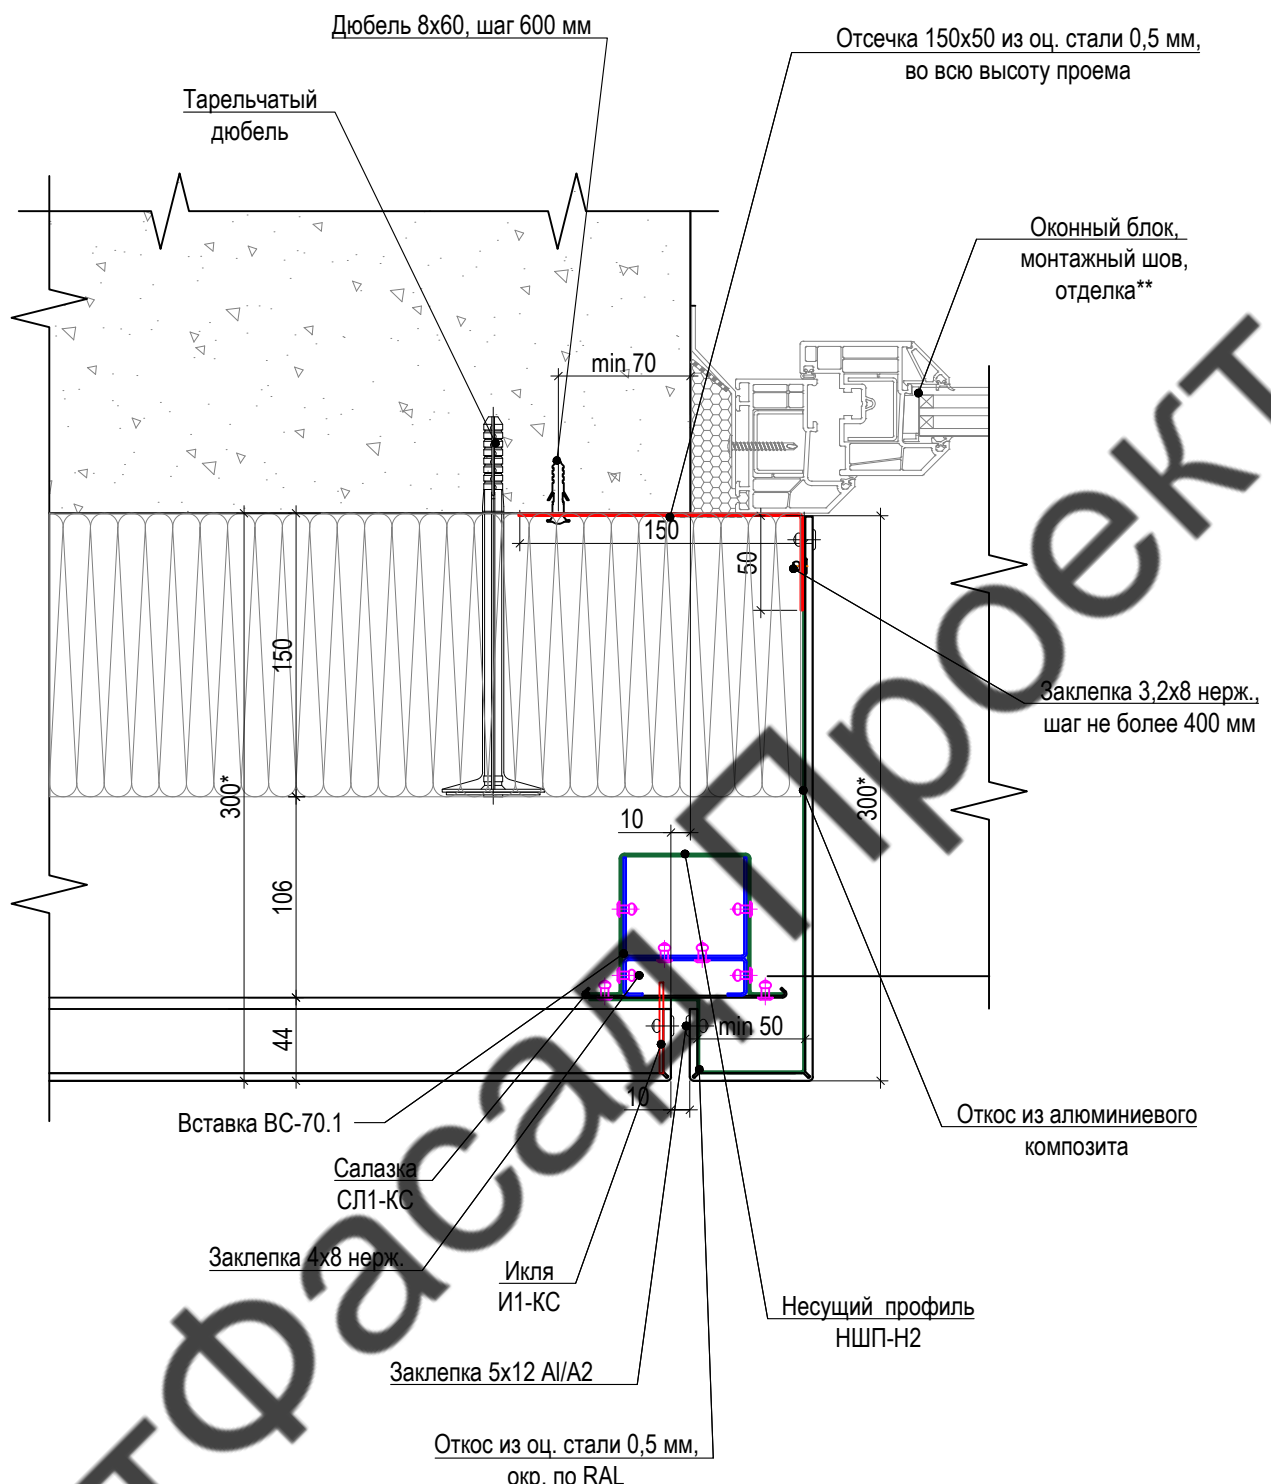 Дюбель 8х60, шаг 600 мм
Отсечка 150х50 из оц. стали 0,5 мм,
во всю высоту проема
Тарельчатый
дюбель
Оконный блок,
монтажный шов,
отделка**
min 70
150
50
150
300*
300*
Заклепка 3,2х8 нерж.,
шаг не более 400 мм
10
106
44
min 50
10
Вставка ВС-70.1
Откос из алюминиевого
композита
Салазка
СЛ1-КС
Заклепка 4х8 нерж.
Икля
И1-КС
Несущий профиль
НШП-Н2
Заклепка 5х12 Al/A2
Откос из оц. стали 0,5 мм,
окр. по RAL
тФасад Проект